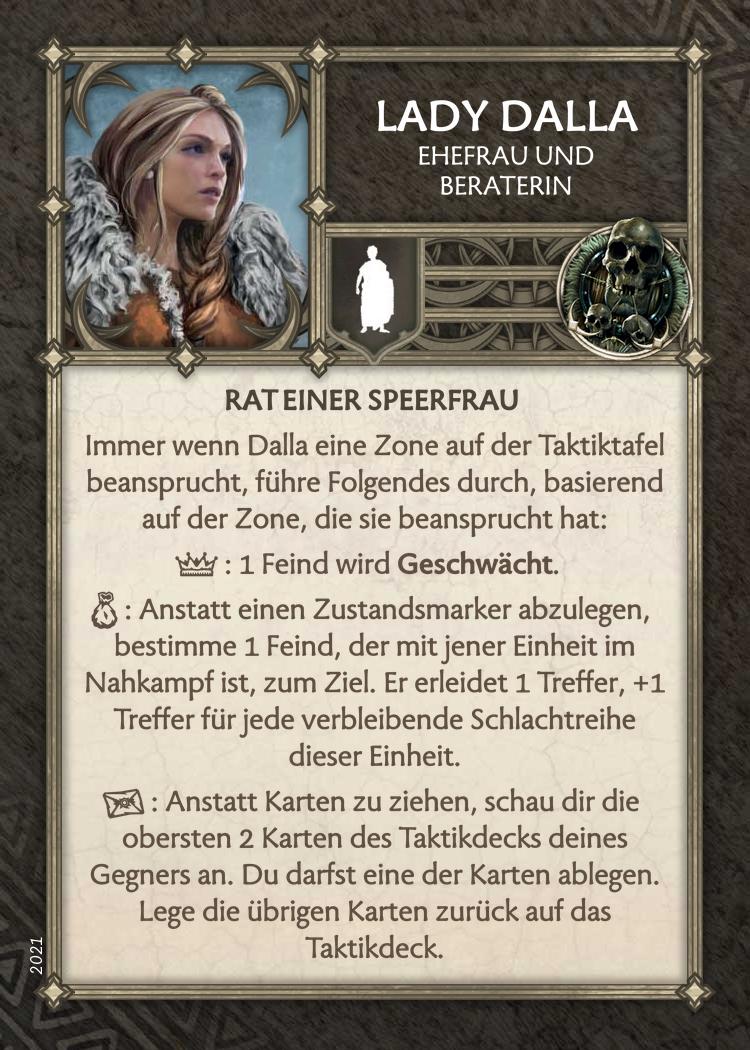 LADY DALLA
EHEFRAU UND
BERATERIN
RAT EINER SPEERFRAU
Immer wenn Dalla eine Zone auf der Taktiktafel
beansprucht, führe Folgendes durch, basierend
auf der Zone, die sie beansprucht hat:
: 1 Feind wird Geschwächt.
: Anstatt einen Zustandsmarker abzulegen,
bestimme 1 Feind, der mit jener Einheit im
Nahkampf ist, zum Ziel. Er erleidet 1 Treffer, +1
Treffer für jede verbleibende Schlachtreihe
dieser Einheit.
: Anstatt Karten zu ziehen, schau dir die
obersten 2 Karten des Taktikdecks deines
Gegners an. Du darfst eine der Karten ablegen.
Lege die übrigen Karten zurück auf das
Taktikdeck.
2021